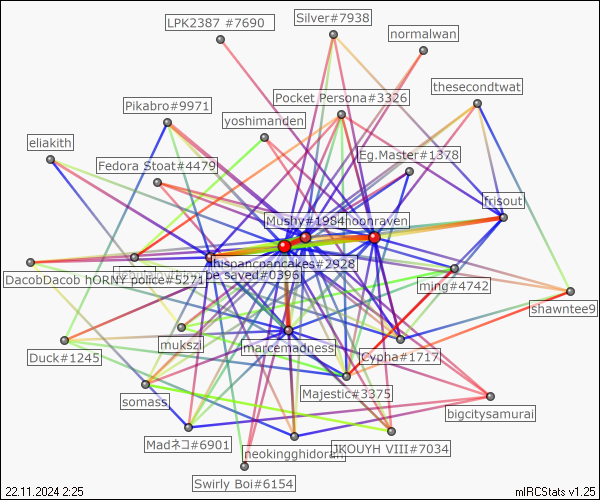 LPK2387 #7690
Silver#7938
normalwan
thesecondtwat
Pikabro#9971
Pocket Persona#3326
yoshimanden
eliakith
Eg.Master#1378
Fedora Stoat#4479
frisout
Mushy#1984
hoonraven
hispancpancakes#2928
DacobDacob hORNY police#5271
be saved#0396
ming#4742
shawntee9
mukszi
marcemadness
Duck#1245
Cypha#1717
somass
Majestic#3375
bigcitysamurai
Madネコ#6901
neokingghidorah
JKOUYH VIII#7034
Swirly Boi#6154
22.11.2024 2:25
mIRCStats v1.25